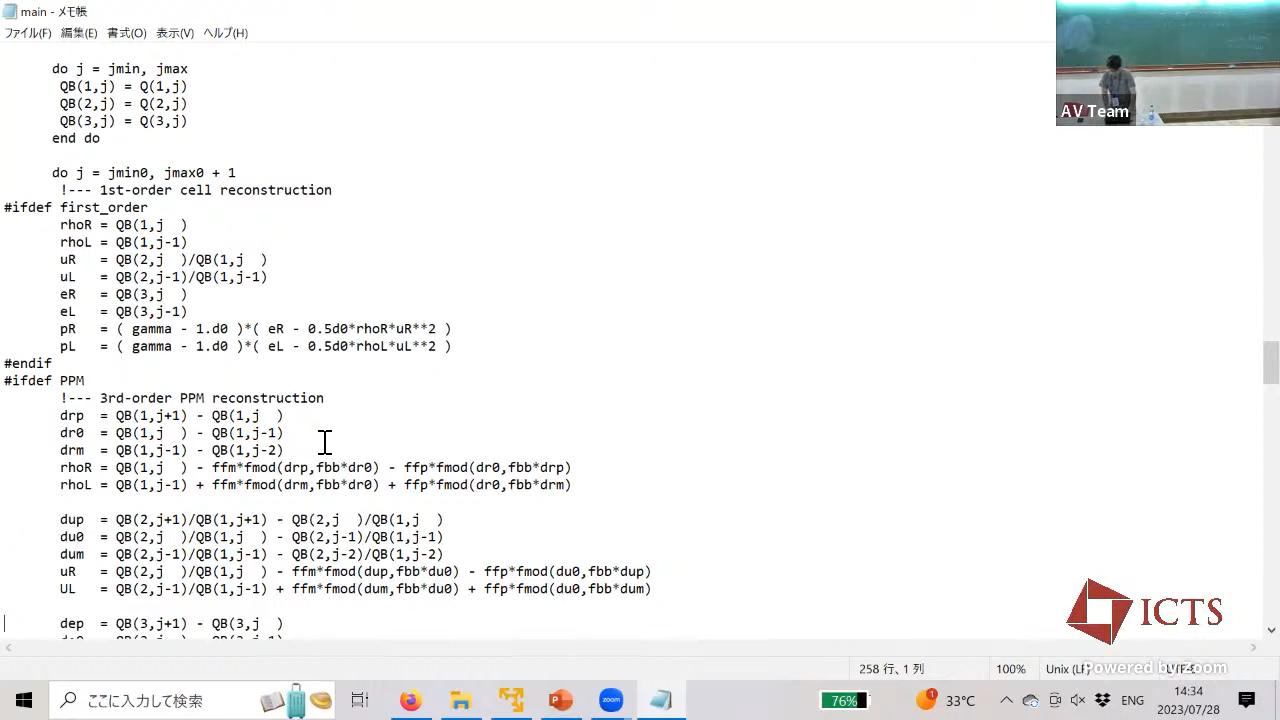 main - メモ帳
ファイル(F) 編集(E) 書式(O) 表示(V) ヘルプ(H)
do j = jmin, jmax
QB(1,j) = Q(1,j)
QB(2,j) = Q(2,j)
QB(3,j) = Q(3,j)
end do
do j = jmin0, jmax0 + 1
!--- 1st-order cell reconstruction
#ifdef first_order
rhoR = QB(1,j  )
rhoL = QB(1,j-1)
uR   = QB(2,j  )/QB(1,j  )
uL   = QB(2,j-1)/QB(1,j-1)
eR   = QB(3,j  )
eL   = QB(3,j-1)
pR   = ( gamma - 1.d0 )*( eR - 0.5d0*rhoR*uR**2 )
pL   = ( gamma - 1.d0 )*( eL - 0.5d0*rhoL*uL**2 )
#endif
#ifdef PPM
!--- 3rd-order PPM reconstruction
drp  = QB(1,j+1) - QB(1,j  )
dr0  = QB(1,j  ) - QB(1,j-1)
drm  = QB(1,j-1) - QB(1,j-2)
rhoR = QB(1,j  ) - ffm*fmod(drp,fbb*dr0) - ffp*fmod(dr0,fbb*drp)
rhoL = QB(1,j-1) + ffm*fmod(drm,fbb*dr0) + ffp*fmod(dr0,fbb*drm)
dup  = QB(2,j+1)/QB(1,j+1) - QB(2,j  )/QB(1,j  )
du0  = QB(2,j  )/QB(1,j  ) - QB(2,j-1)/QB(1,j-1)
dum  = QB(2,j-1)/QB(1,j-1) - QB(2,j-2)/QB(1,j-2)
uR   = QB(2,j  )/QB(1,j  ) - ffm*fmod(dup,fbb*du0) - ffp*fmod(du0,fbb*dup)
UL   = QB(2,j-1)/QB(1,j-1) + ffm*fmod(dum,fbb*du0) + ffp*fmod(du0,fbb*dum)
dep  = QB(3,j+1) - QB(3,j  )
AV Team
ICTS
258 行、1 列 100% Unix (LF)
Powered by Zoom
ここに入力して検索
zoom
76%
1
33°C
ENG
14:34
2023/07/28